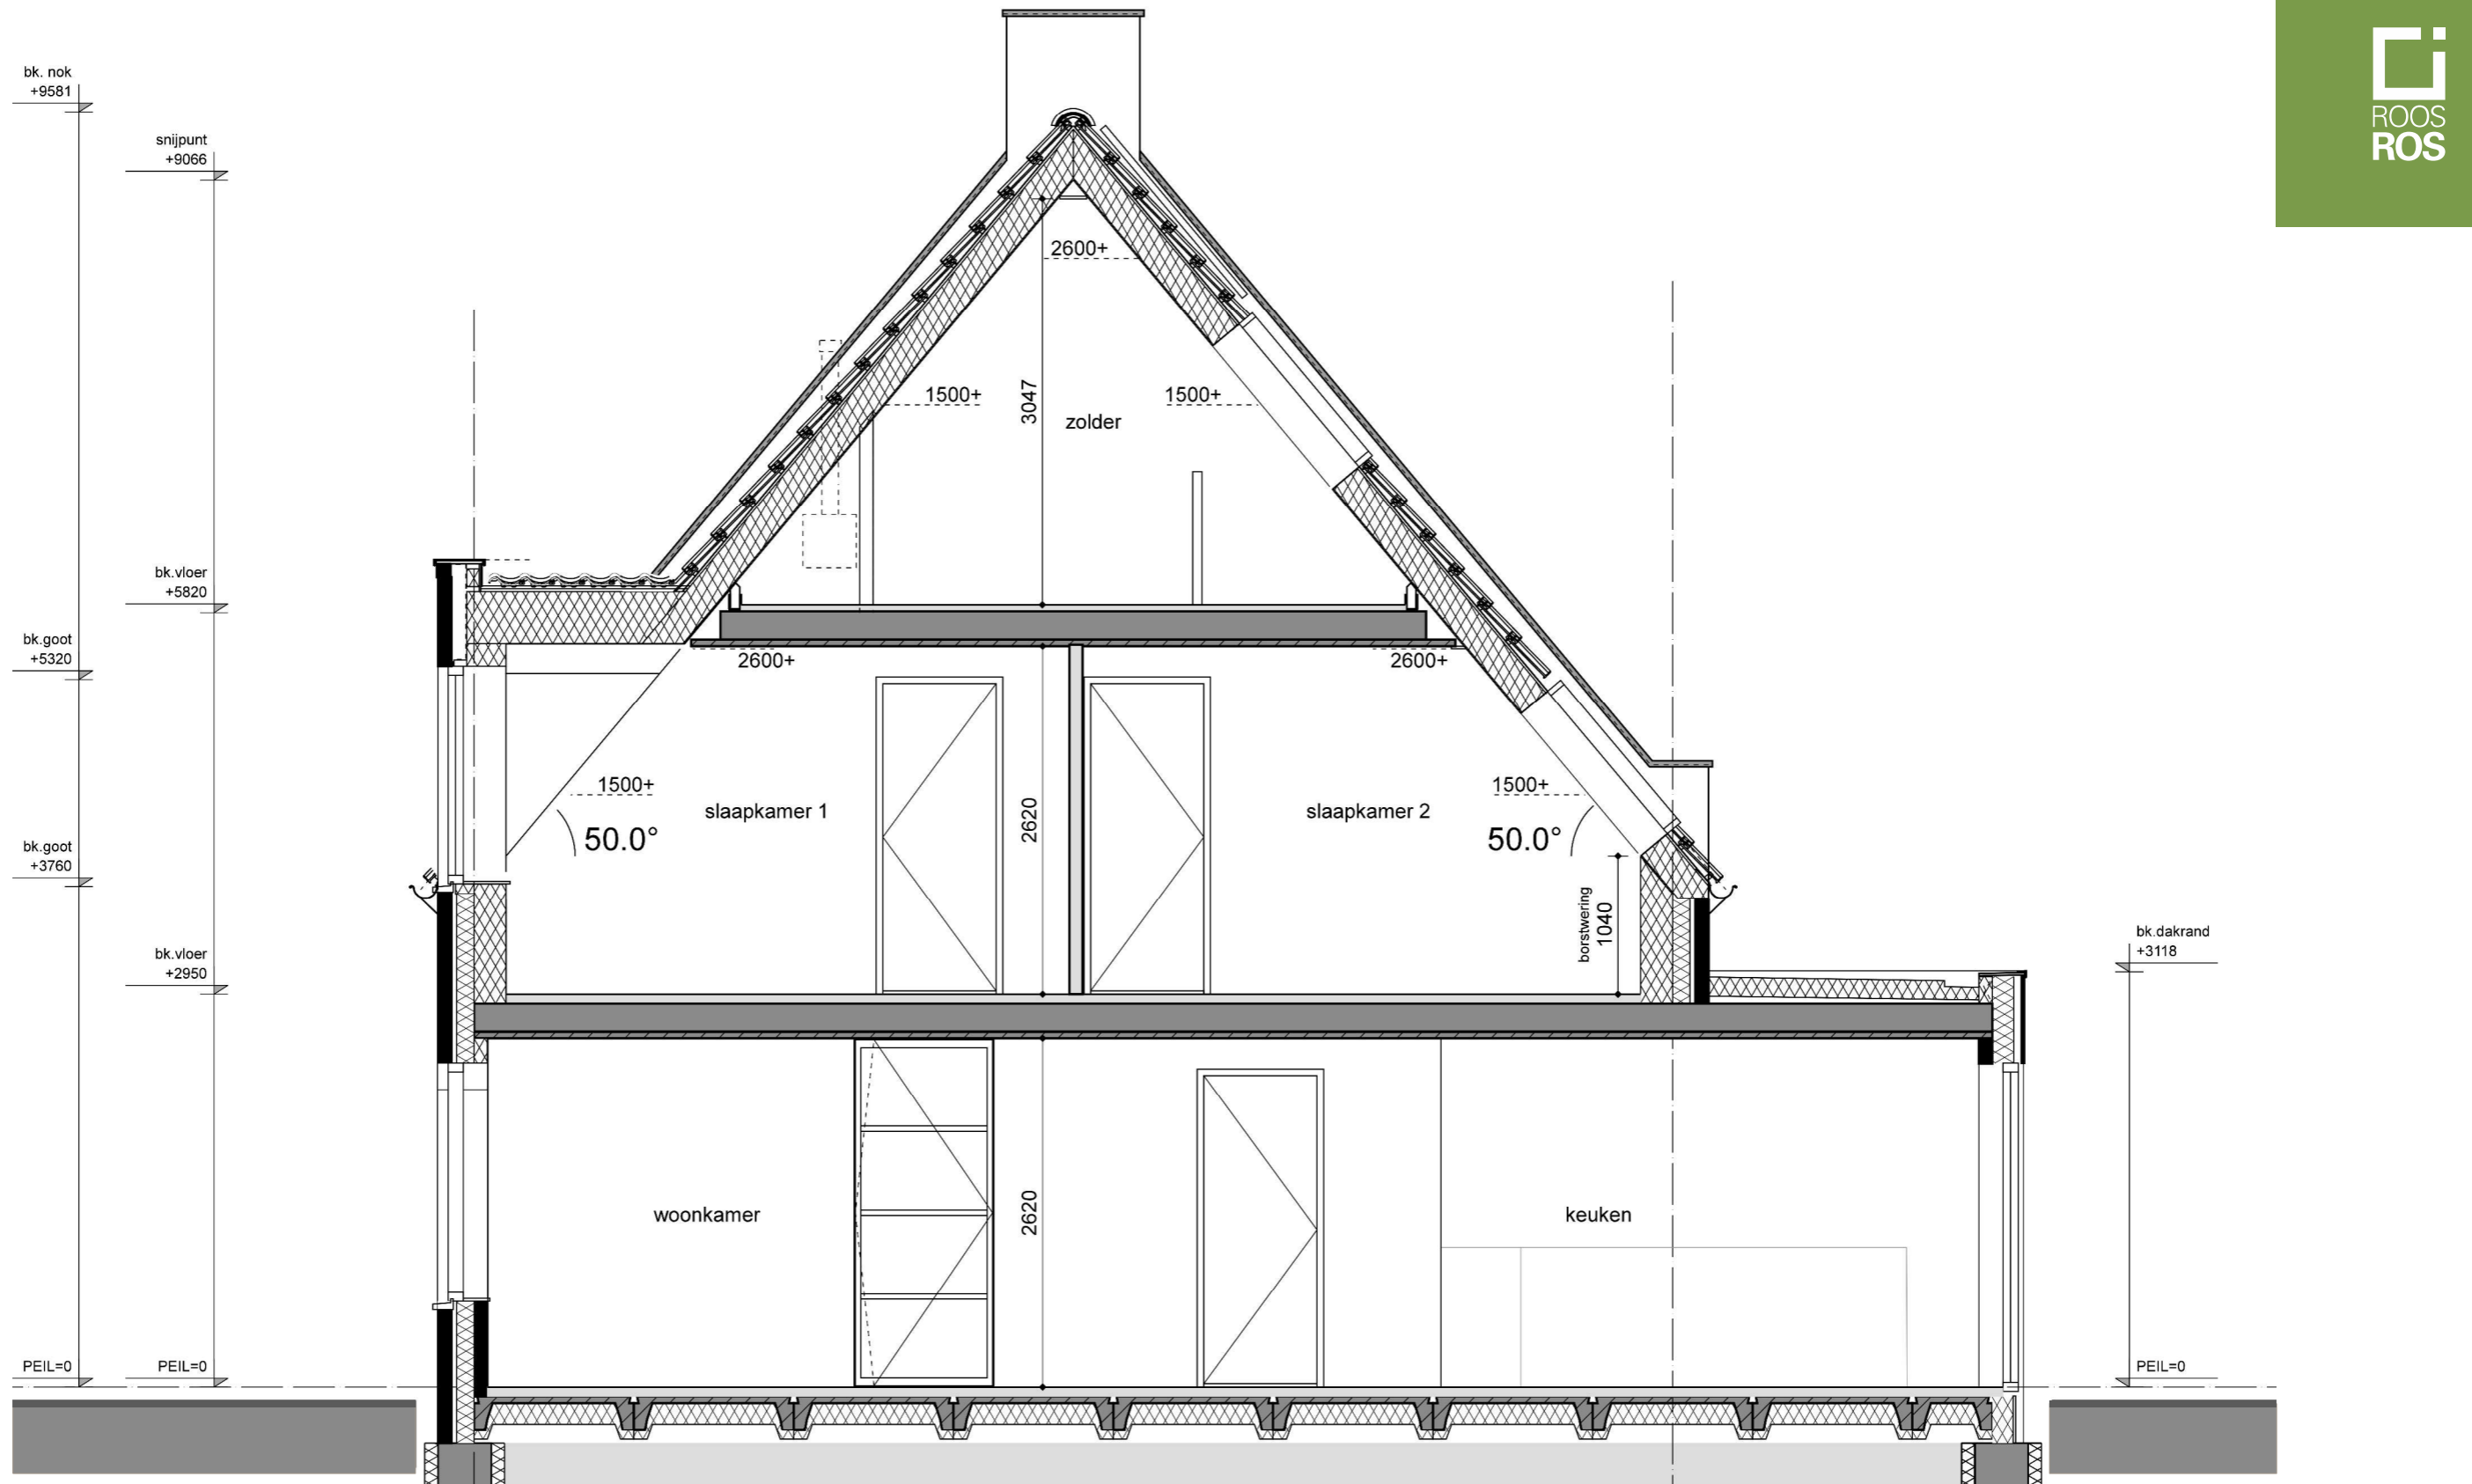 bk. nok
+9581
snijpunt
+9066
bk.vloer
+5820
bk.goot
+5320
bk.goot
+3760
bk.vloer
+2950
PEIL=0
PEIL=0
2600+
1500+
1500+
3047
zolder
2600+
2600+
1500+
1500+
slaapkamer 1
2620
slaapkamer 2
50.0°
50.0°
borstwering
1040
woonkamer
2620
keuken
bk.dakrand
+3118
PEIL=0
ROOS
ROS